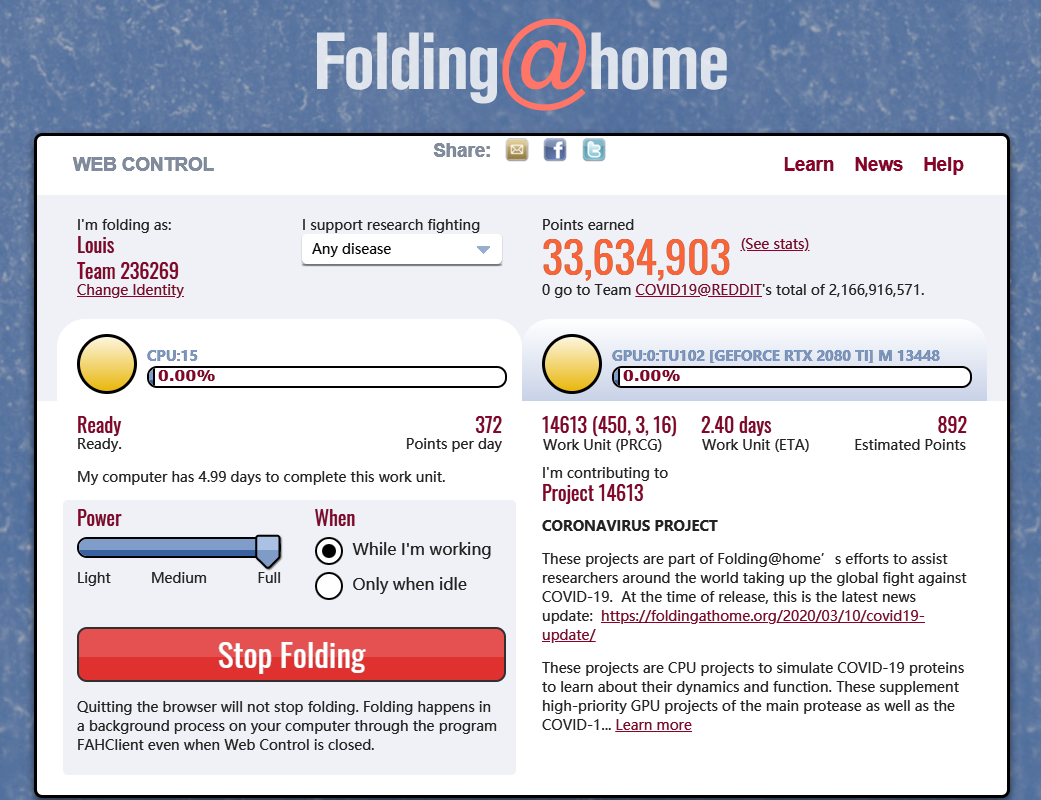 Folding@home
WEB CONTROL
Share:
Learn News Help
I'm folding as:
Louis
Team 236269
Change Identity
I support research fighting
Any disease
Points earned
33,634,903 (See stats)
0 go to Team COVID19@REDDIT's total of 2,166,916,571.
CPU:15
0.00%
GPU:0:TU102 [GEFORCE RTX 2080 TI] M 13448
0.00%
Ready
Ready.
372
Points per day
My computer has 4.99 days to complete this work unit.
Power
Light Medium Full
When
While I'm working
Only when idle
Stop Folding
Quitting the browser will not stop folding. Folding happens in
a background process on your computer through the program
FAHClient even when Web Control is closed.
14613 (450, 3, 16)
Work Unit (PRCG)
2.40 days
Work Unit (ETA)
892
Estimated Points
I'm contributing to
Project 14613
CORONAVIRUS PROJECT
These projects are part of Folding@home’s efforts to assist
researchers around the world taking up the global fight against
COVID-19.  At the time of release, this is the latest news
update:  https://foldingathome.org/2020/03/10/covid19-
update/
These projects are CPU projects to simulate COVID-19 proteins
to learn about their dynamics and function. These supplement
high-priority GPU projects of the main protease as well as the
COVID-1... Learn more